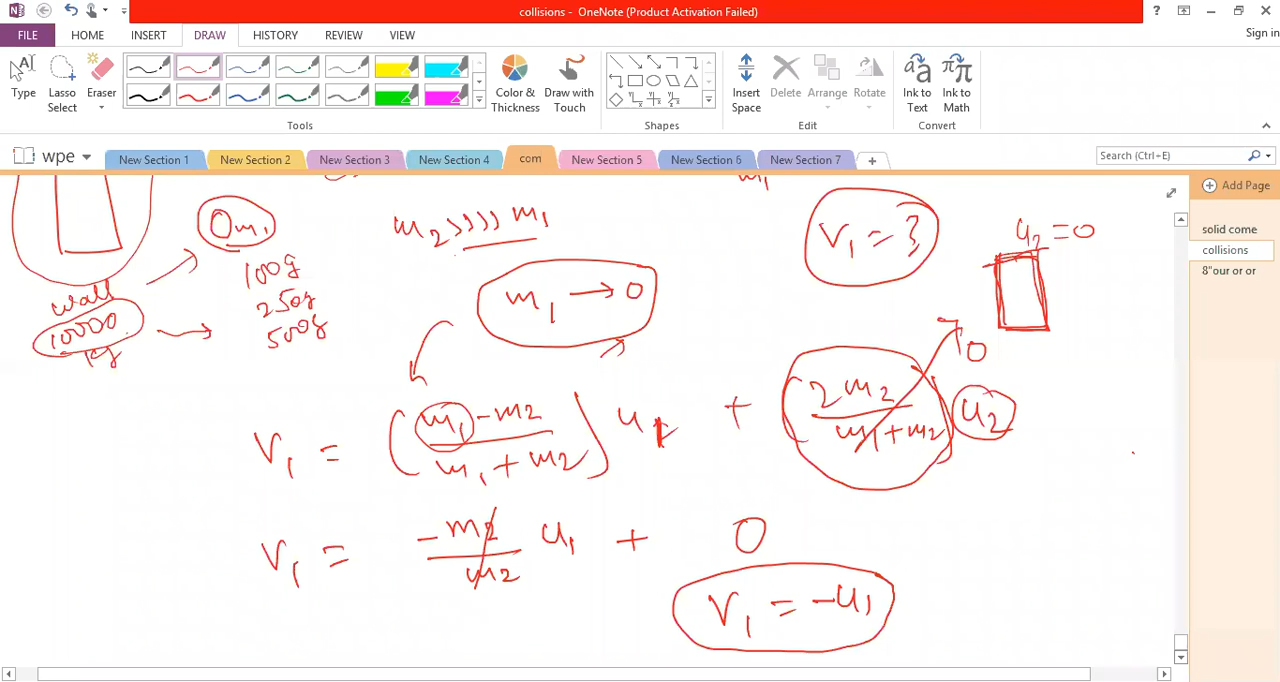 collisions - OneNote (Product Activation Failed)
Sign in
FILE HOME INSERT DRAW HISTORY REVIEW VIEW
Type
Lasso Select
Eraser
Color & Thickness
Draw with Touch
Insert Space
Delete
Arrange
Rotate
Ink to Text
Ink to Math
Tools Shapes Edit Convert
wpe New Section 1 New Section 2 New Section 3 New Section 4 com New Section 5 New Section 6 New Section 7
Search (Ctrl+E)
Add Page
solid come
collisions
8"our or or
m1
O m1
m2 >>>> m1
v1 = ?
u2 = 0
100g
250g
500g
wall
10000
kg
m1 → 0
0
v1 = (m1 - m2 / m1 + m2) u1 + (2m2 / m1 + m2) u2
v1 = -m2 / m2 u1 + 0
v1 = -u1